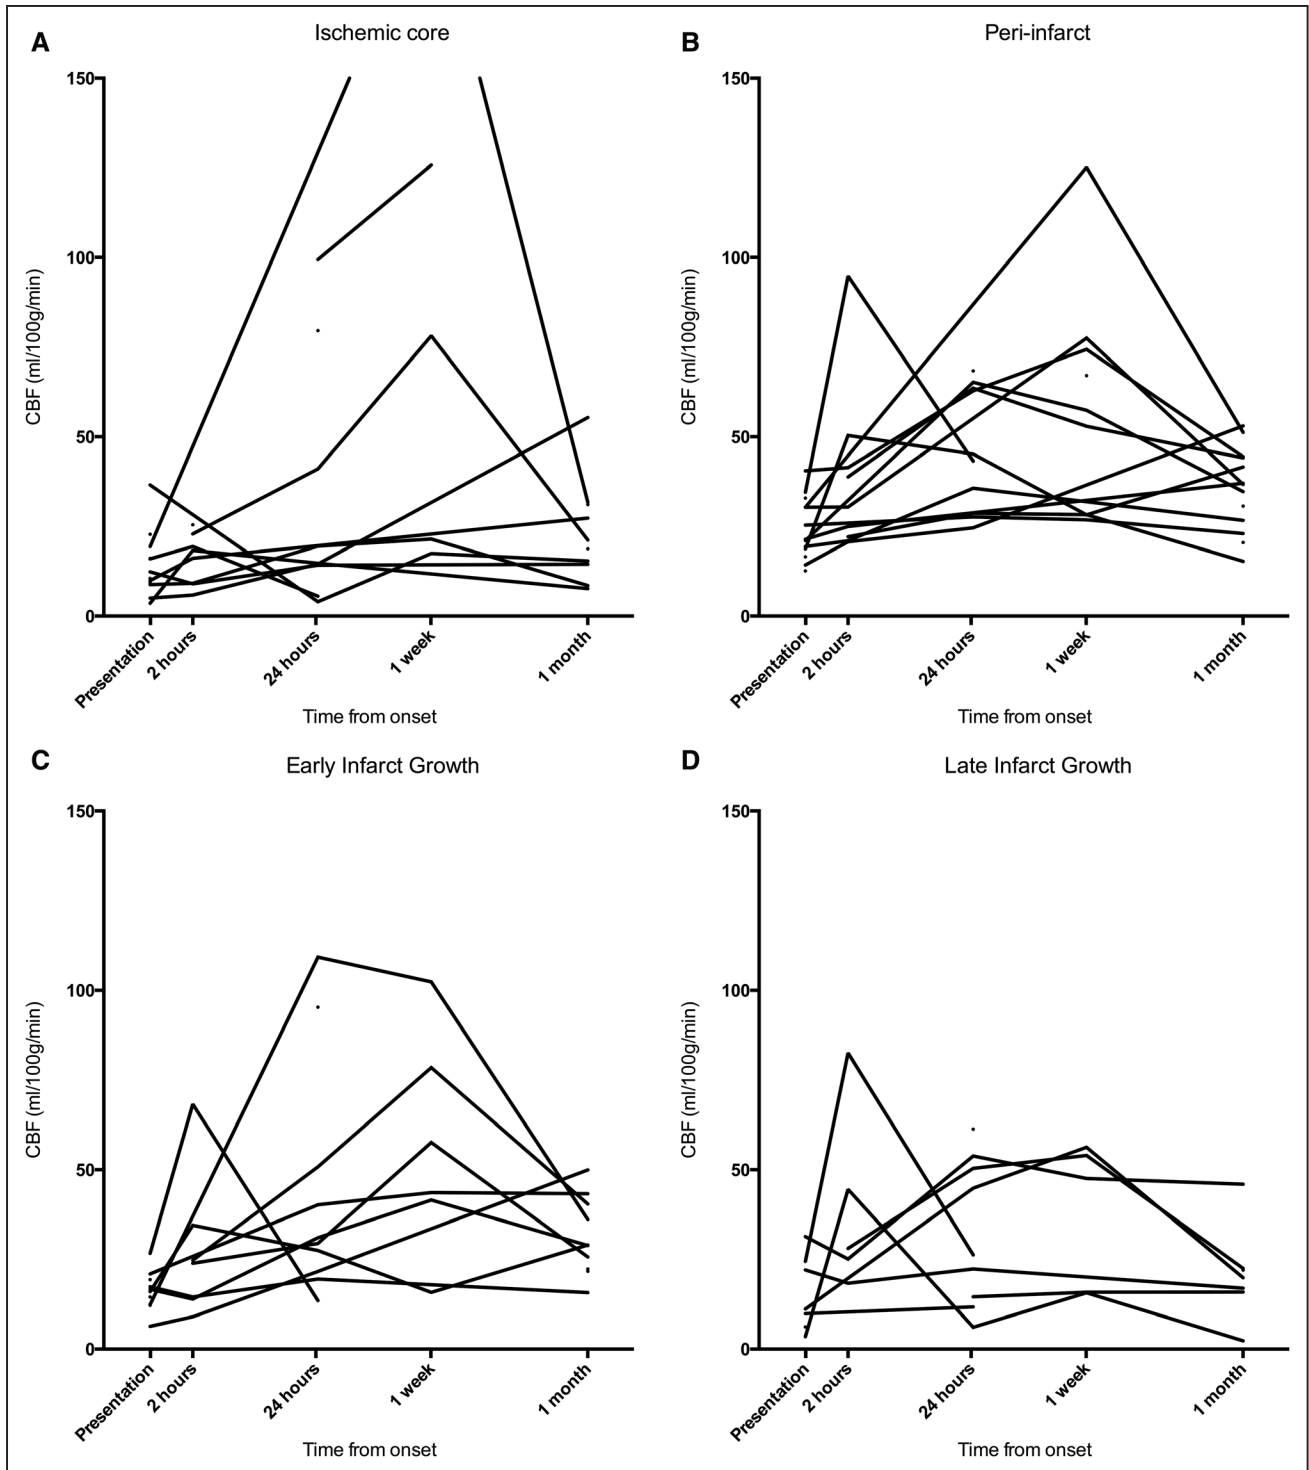 A
Ischemic core
150
100
50
0
CBF (ml/100g/min)
Presentation
2 hours
24 hours
1 week
1 month
Time from onset
B
Peri-infarct
150
100
50
0
CBF (ml/100g/min)
Presentation
2 hours
24 hours
1 week
1 month
Time from onset
C
Early Infarct Growth
150
100
50
0
CBF (ml/100g/min)
Presentation
2 hours
24 hours
1 week
1 month
Time from onset
D
Late Infarct Growth
150
100
50
0
CBF (ml/100g/min)
Presentation
2 hours
24 hours
1 week
1 month
Time from onset